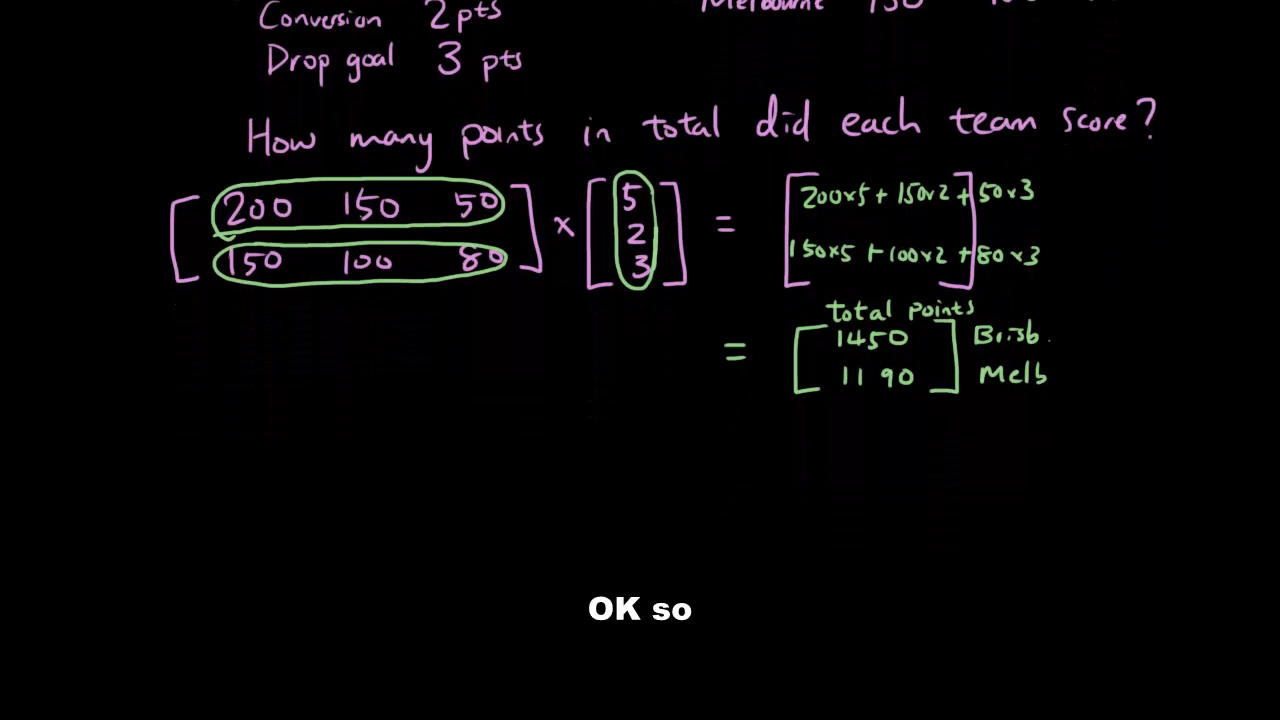 Conversion 2 pts
Drop goal 3 pts
Melbourne 150
How many points in total did each team score?
[200 150 50] × [5] = [200×5 + 150×2 + 50×3]
[150 100 80] [2] [150×5 + 100×2 + 80×3]
[3]
total points
= [1450] Brisb.
[1190] Melb
OK so